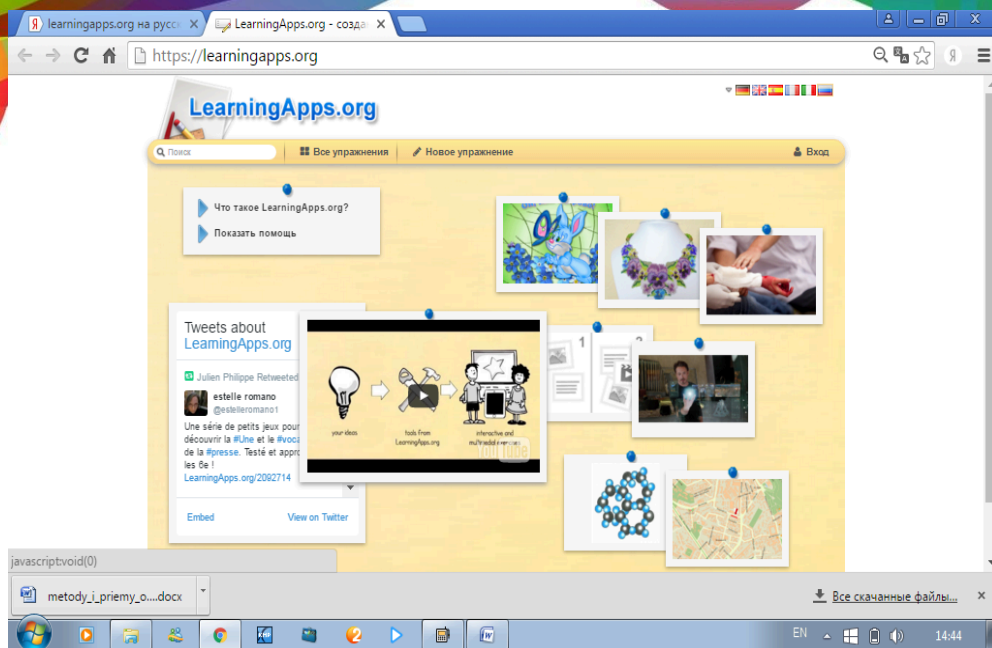 learningapps.org на русс
LearningApps.org - созда
https://learningapps.org
LearningApps.org
Поиск
Все упражнения
Новое упражнение
Вход
Что такое LearningApps.org?
Показать помощь
Tweets about
LearningApps.org
Julien Philippe Retweeted
estelle romano
@estelleromano1
Une série de petits jeux pour
découvrir la #Une et le #voca
de la #presse. Testé et appro
les 6e !
LearningApps.org/2092714
Embed
View on Twitter
your ideas
tools from
LearningApps.org
interactive and
multimedial exercises
YouTube
1
javascript:void(0)
metody_i_priemy_o....docx
Все скачанные файлы...
EN
14:44